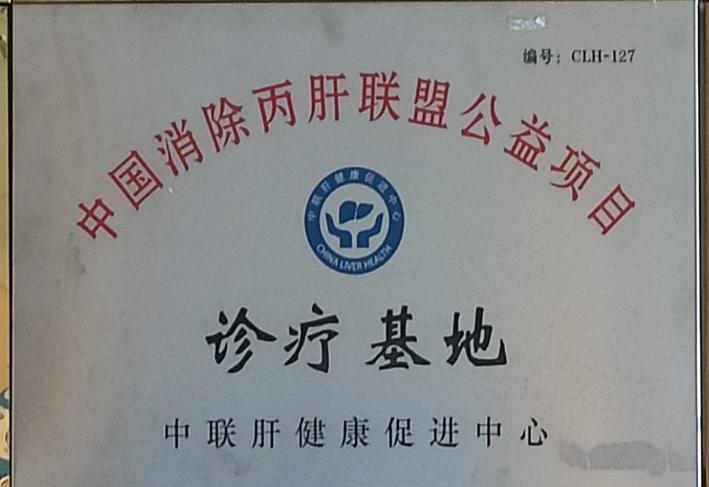 编号：CLH-127
中国消除丙肝联盟公益项目
中联肝健康促进中心
CHINA LIVER HEALTH
诊疗基地
中联肝健康促进中心